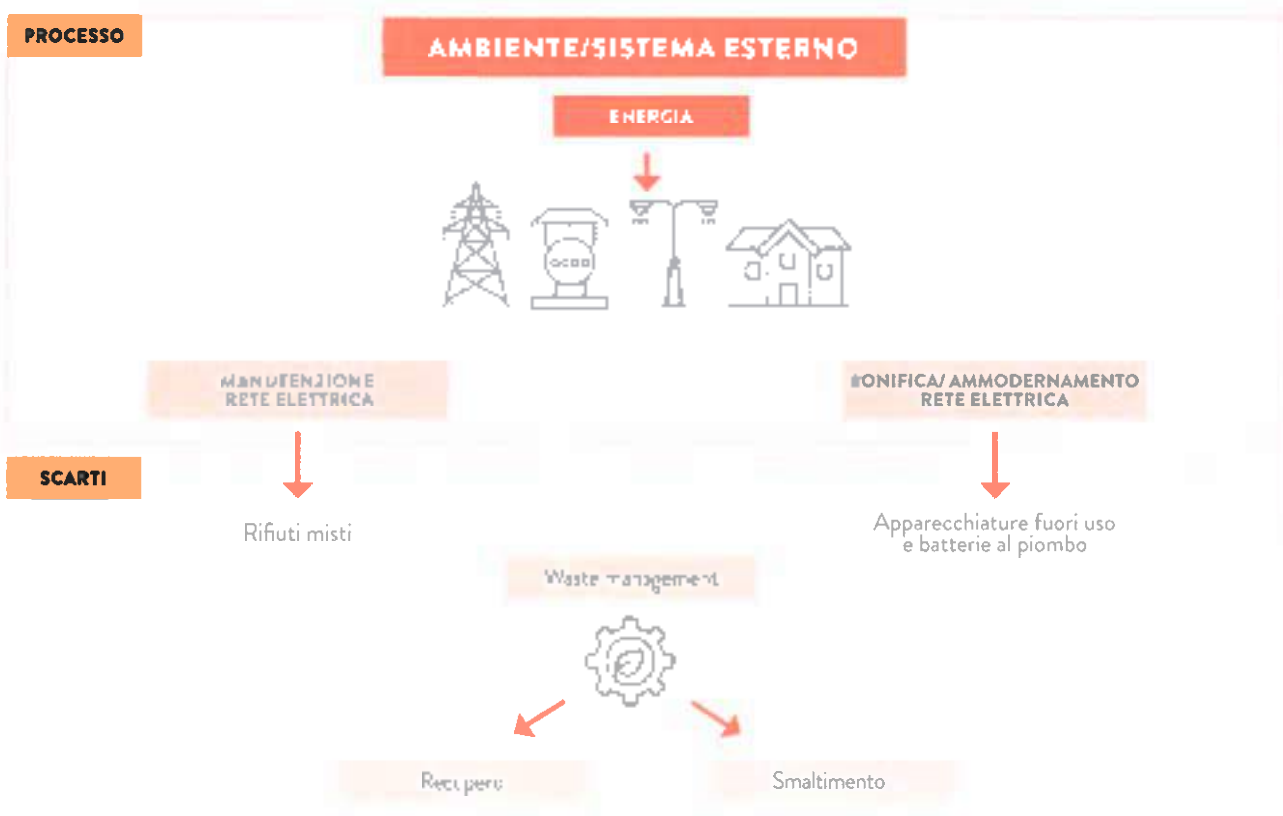 PROCESSO
AMBIENTE/SISTEMA ESTERNO
ENERGIA
MANUTENZIONE
RETE ELETTRICA
BONIFICA/ AMMODERNAMENTO
RETE ELETTRICA
SCARTI
Rifiuti misti
Apparecchiature fuori uso
e batterie al piombo
Waste management
Recupero
Smaltimento